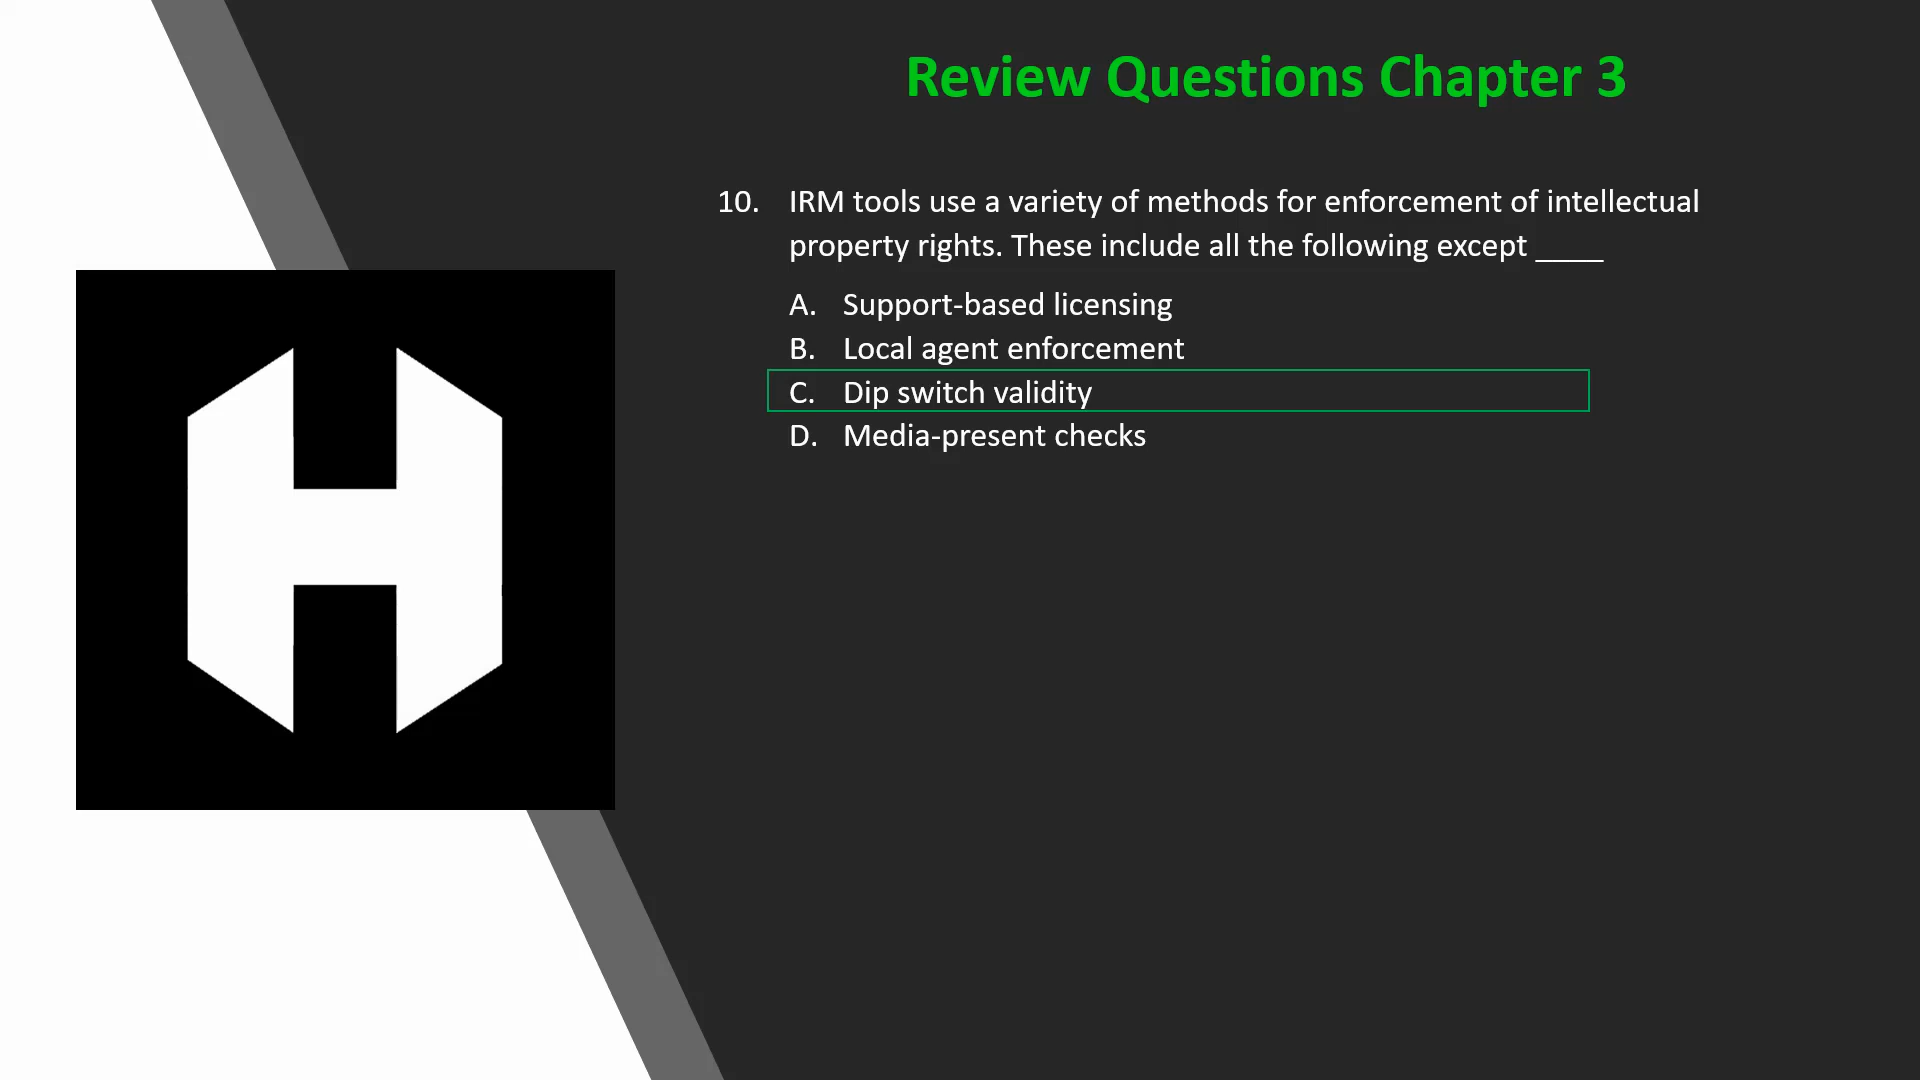 Review Questions Chapter 3
10. IRM tools use a variety of methods for enforcement of intellectual
property rights. These include all the following except ____
A. Support-based licensing
B. Local agent enforcement
C. Dip switch validity
D. Media-present checks